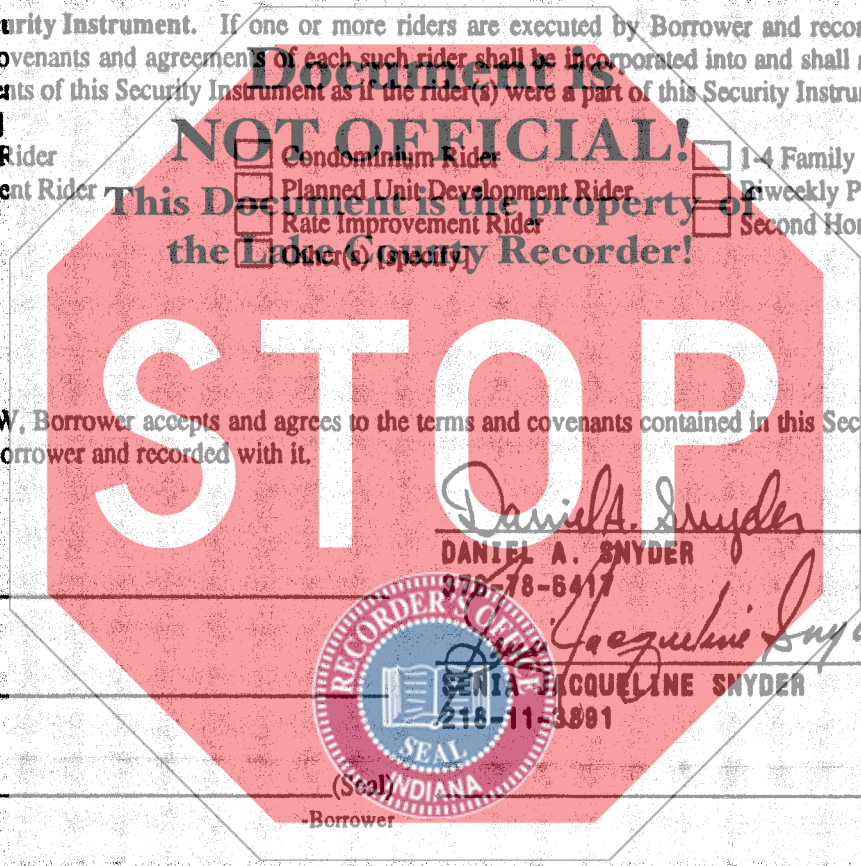 urity Instrument. If one or more riders are executed by Borrower and recor
ovenants and agreements of each such rider shall be incorporated into and shall
nts of this Security Instrument as if the rider(s) were a part of this Security Instru
Document is
NOT OFFICIAL!
This Document is the property of
the Lake County Recorder!
Rider
Condominium Rider
1-4 Family
ent Rider
Planned Unit Development Rider
Biweekly P
Rate Improvement Rider
Second Ho
Other(s) [specify]
STOP
W, Borrower accepts and agrees to the terms and covenants contained in this Sec
orrower and recorded with it.
Daniel A. Snyder
DANIEL A. SNYDER
Jacqueline Sny
JACQUELINE SNYDER
218-11-3891
RECORDER'S OFFICE
SEAL
INDIANA
(Seal)
-Borrower